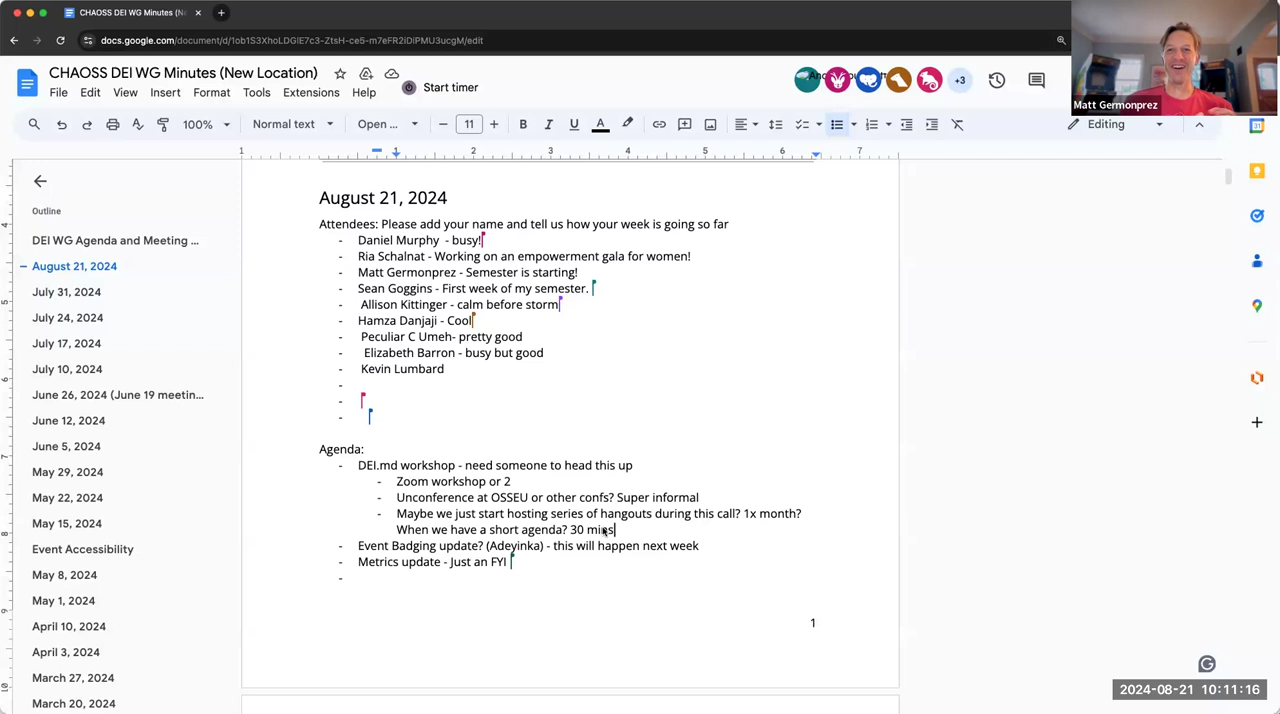 CHAOSS DEI WG Minutes (Ne
docs.google.com/document/d/1ob1S3XhoLDGIE7c3-ZtsH-ce5-m7eFR2iDiPMU3ucgM/edit
CHAOSS DEI WG Minutes (New Location)
File Edit View Insert Format Tools Extensions Help
Start timer
+3
Matt Germonprez
100% Normal text Open ... 11 B I U A
Editing
1 1 2 3 4 5 6 7
Outline
DEI WG Agenda and Meeting ...
August 21, 2024
July 31, 2024
July 24, 2024
July 17, 2024
July 10, 2024
June 26, 2024 (June 19 meetin...
June 12, 2024
June 5, 2024
May 29, 2024
May 22, 2024
May 15, 2024
Event Accessibility
May 8, 2024
May 1, 2024
April 10, 2024
April 3, 2024
March 27, 2024
March 20, 2024
August 21, 2024
Attendees: Please add your name and tell us how your week is going so far
- Daniel Murphy - busy!
- Ria Schalnat - Working on an empowerment gala for women!
- Matt Germonprez - Semester is starting!
- Sean Goggins - First week of my semester.
- Allison Kittinger - calm before storm
- Hamza Danjaji - Cool
- Peculiar C Umeh- pretty good
- Elizabeth Barron - busy but good
- Kevin Lumbard
-
-
-
Agenda:
- DEI.md workshop - need someone to head this up
- Zoom workshop or 2
- Unconference at OSSEU or other confs? Super informal
- Maybe we just start hosting series of hangouts during this call? 1x month?
When we have a short agenda? 30 mins
- Event Badging update? (Adeyinka) - this will happen next week
- Metrics update - Just an FYI
-
1
2024-08-21 10:11:16